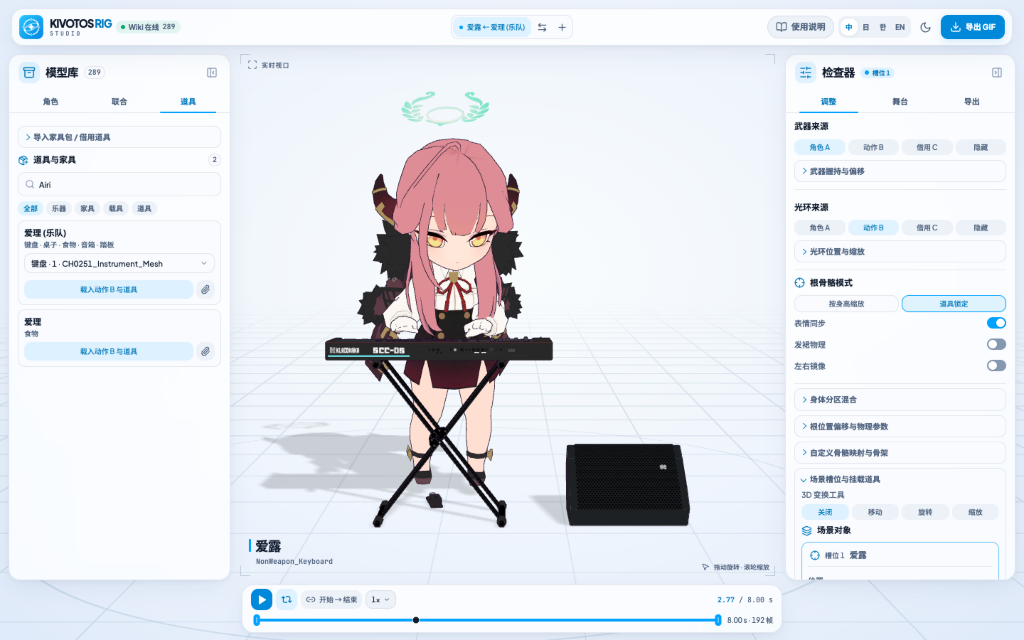 KIVOTOSRIG
STUDIO
Wiki 在线 289
爱露 ← 爱理 (乐队)
使用说明
中 日 한 EN
导出 GIF
模型库 289
角色 联合 道具
导入家具包 / 借用道具
道具与家具 2
Airi
全部 乐器 家具 载具 道具
爱理 (乐队)
键盘 · 桌子 · 食物 · 音箱 · 踏板
键盘 · 1 · CH0251_Instrument_Mesh
载入动作 B 与道具
爱理
食物
载入动作 B 与道具
实时视口
SCC-05
爱露
NonWeapon_Keyboard
拖动旋转 · 滚轮缩放
开始 → 结束
1x
2.77 / 8.00 s
8.00 s · 192 帧
检查器 槽位 1
调整 舞台 导出
武器来源
角色 A 动作 B 借用 C 隐藏
武器握持与偏移
光环来源
角色 A 动作 B 借用 C 隐藏
光环位置与缩放
根骨骼模式
按身高缩放 道具锁定
表情同步
发裙物理
左右镜像
身体分区混合
根位置偏移与物理参数
自定义骨骼映射与骨架
场景槽位与挂载道具
3D 变换工具
关闭 移动 旋转 缩放
场景对象
槽位 1 爱露